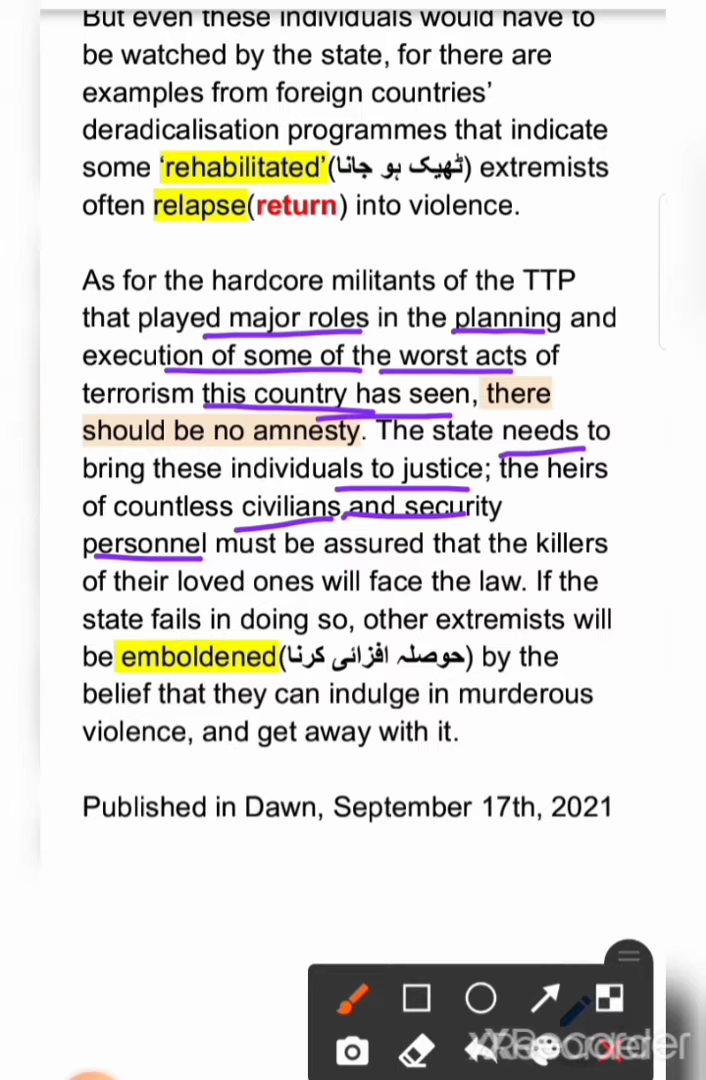 But even these individuals would have to
be watched by the state, for there are
examples from foreign countries'
deradicalisation programmes that indicate
some 'rehabilitated'(ٹھیک ہو جانا) extremists
often relapse(return) into violence.
As for the hardcore militants of the TTP
that played major roles in the planning and
execution of some of the worst acts of
terrorism this country has seen, there
should be no amnesty. The state needs to
bring these individuals to justice; the heirs
of countless civilians and security
personnel must be assured that the killers
of their loved ones will face the law. If the
state fails in doing so, other extremists will
be emboldened(حوصلہ افزائی کرنا) by the
belief that they can indulge in murderous
violence, and get away with it.
Published in Dawn, September 17th, 2021
XRecorder